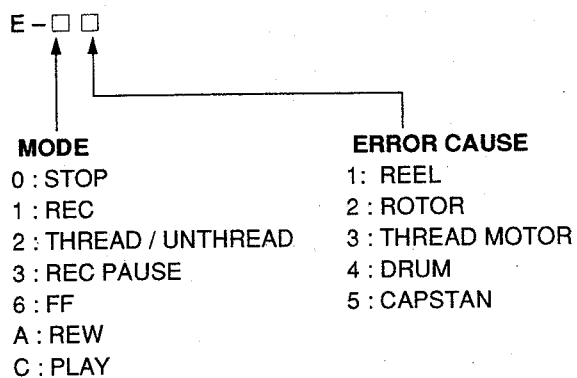 E – □ □
MODE
0 : STOP
1 : REC
2 : THREAD / UNTHREAD
3 : REC PAUSE
6 : FF
A : REW
C : PLAY
ERROR CAUSE
1: REEL
2 : ROTOR
3 : THREAD MOTOR
4 : DRUM
5 : CAPSTAN